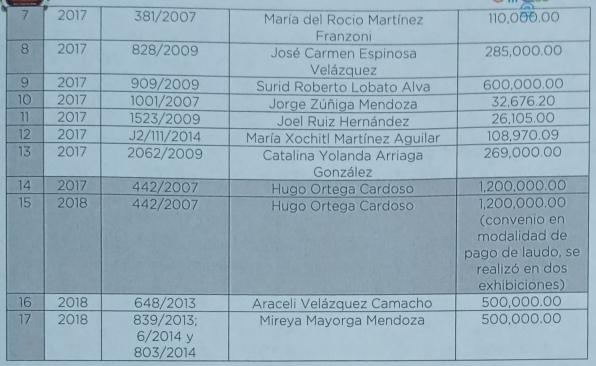 7 2017 381/2007 María del Rocio Martínez 110,000.00
Franzoni
8 2017 828/2009 José Carmen Espinosa 285,000.00
Velázquez
9 2017 909/2009 Surid Roberto Lobato Alva 600,000.00
10 2017 1001/2007 Jorge Zúñiga Mendoza 32,676.20
11 2017 1523/2009 Joel Ruiz Hernández 26,105.00
12 2017 J2/111/2014 María Xochitl Martínez Aguilar 108,970.09
13 2017 2062/2009 Catalina Yolanda Arriaga 269,000.00
González
14 2017 442/2007 Hugo Ortega Cardoso 1,200,000.00
15 2018 442/2007 Hugo Ortega Cardoso 1,200,000.00
(convenio en
modalidad de
pago de laudo, se
realizó en dos
exhibiciones)
16 2018 648/2013 Araceli Velázquez Camacho 500,000.00
17 2018 839/2013; Mireya Mayorga Mendoza 500,000.00
6/2014 y
803/2014